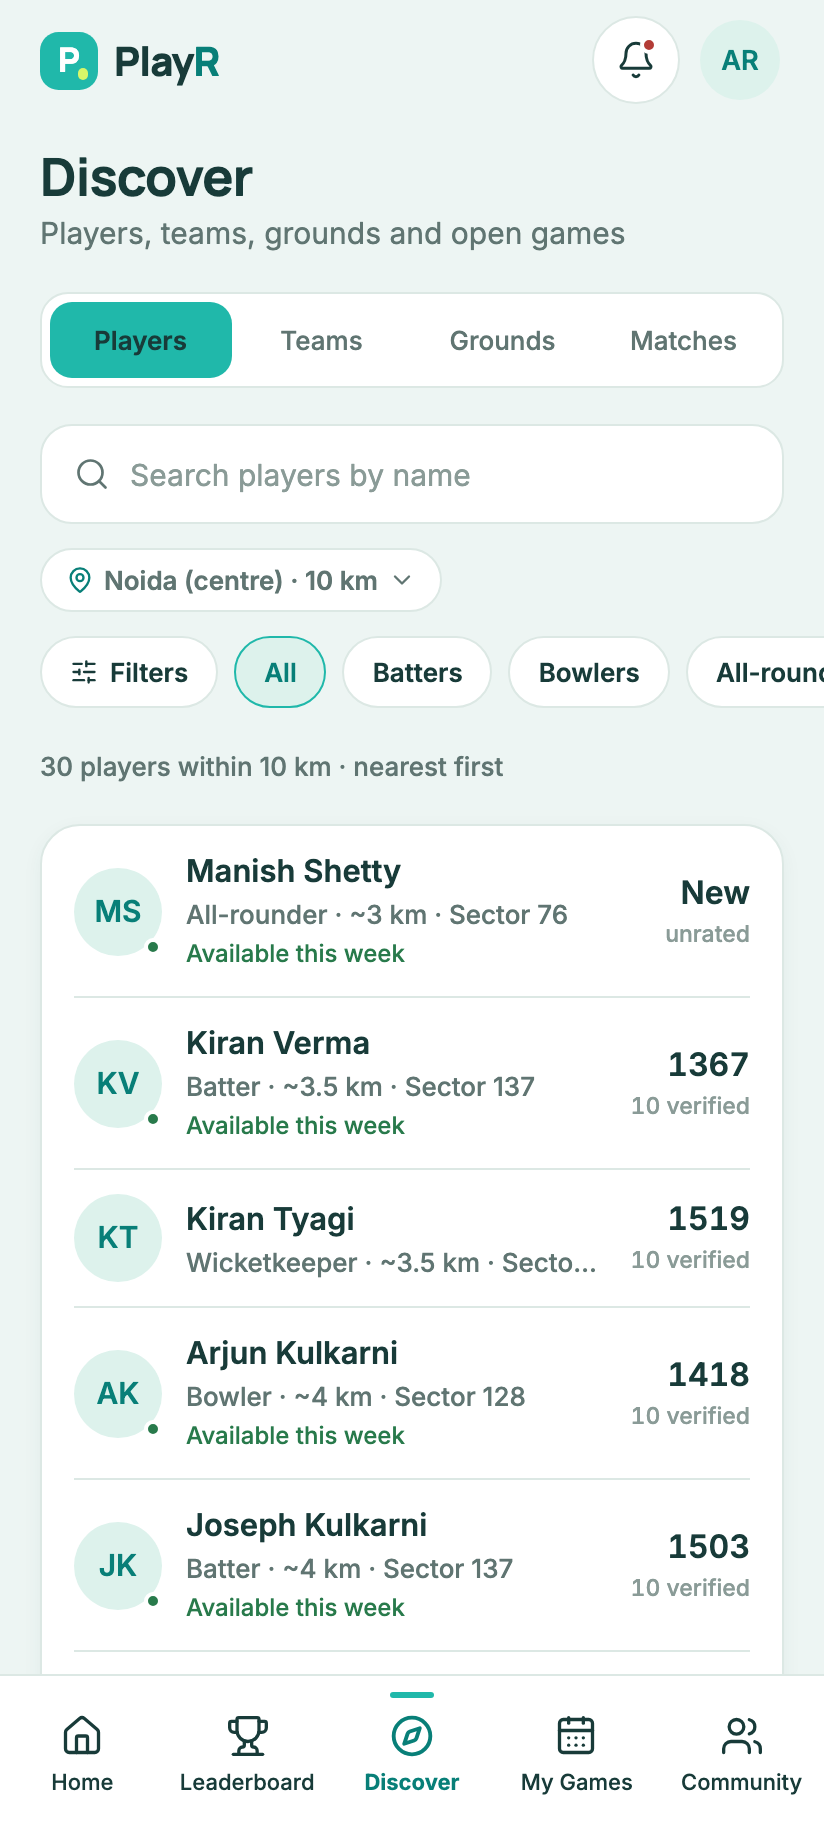 P.
PlayR
AR
Discover
Players, teams, grounds and open games
Players
Teams
Grounds
Matches
Search players by name
Noida (centre) · 10 km
Filters
All
Batters
Bowlers
All-round
30 players within 10 km · nearest first
MS
Manish Shetty
All-rounder · ~3 km · Sector 76
Available this week
New
unrated
KV
Kiran Verma
Batter · ~3.5 km · Sector 137
Available this week
1367
10 verified
KT
Kiran Tyagi
Wicketkeeper · ~3.5 km · Secto...
1519
10 verified
AK
Arjun Kulkarni
Bowler · ~4 km · Sector 128
Available this week
1418
10 verified
JK
Joseph Kulkarni
Batter · ~4 km · Sector 137
Available this week
1503
10 verified
Home
Leaderboard
Discover
My Games
Community